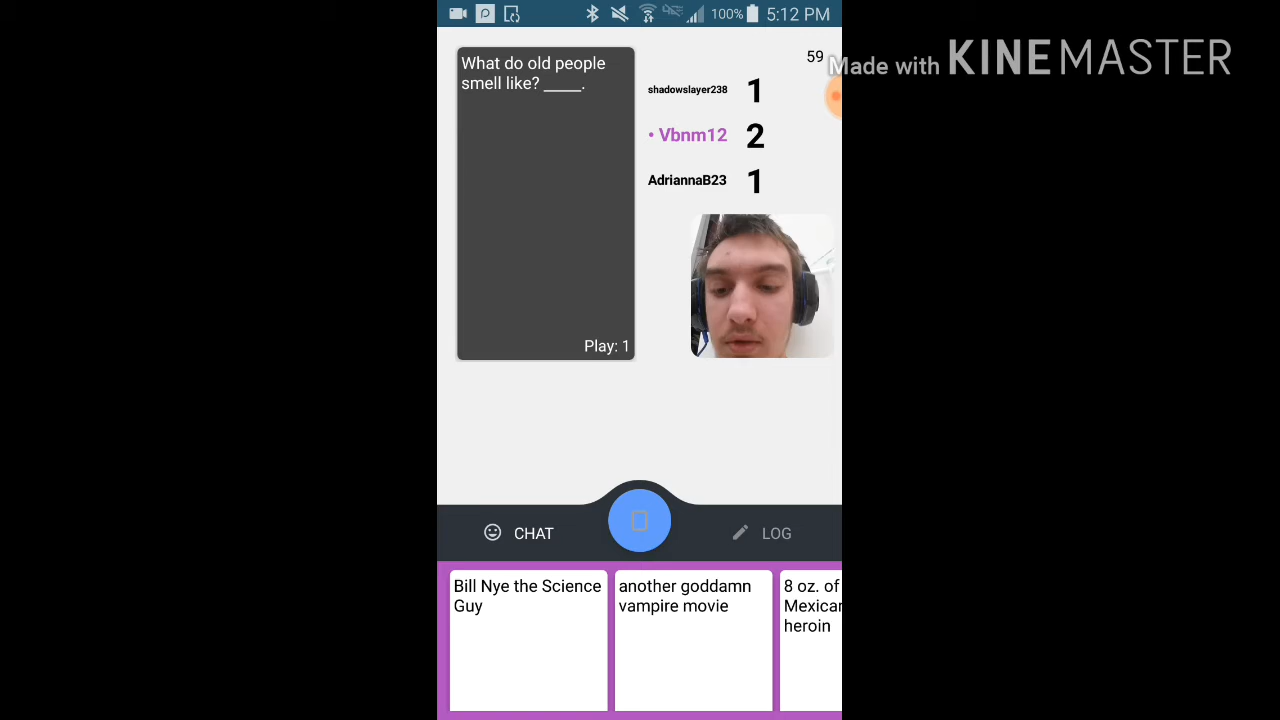 100% 5:12 PM
Made with KINEMASTER
What do old people
smell like? _____.
Play: 1
59
shadowslayer238 1
• Vbnm12 2
AdriannaB23 1
CHAT
LOG
Bill Nye the Science
Guy
another goddamn
vampire movie
8 oz. of
Mexica
heroin